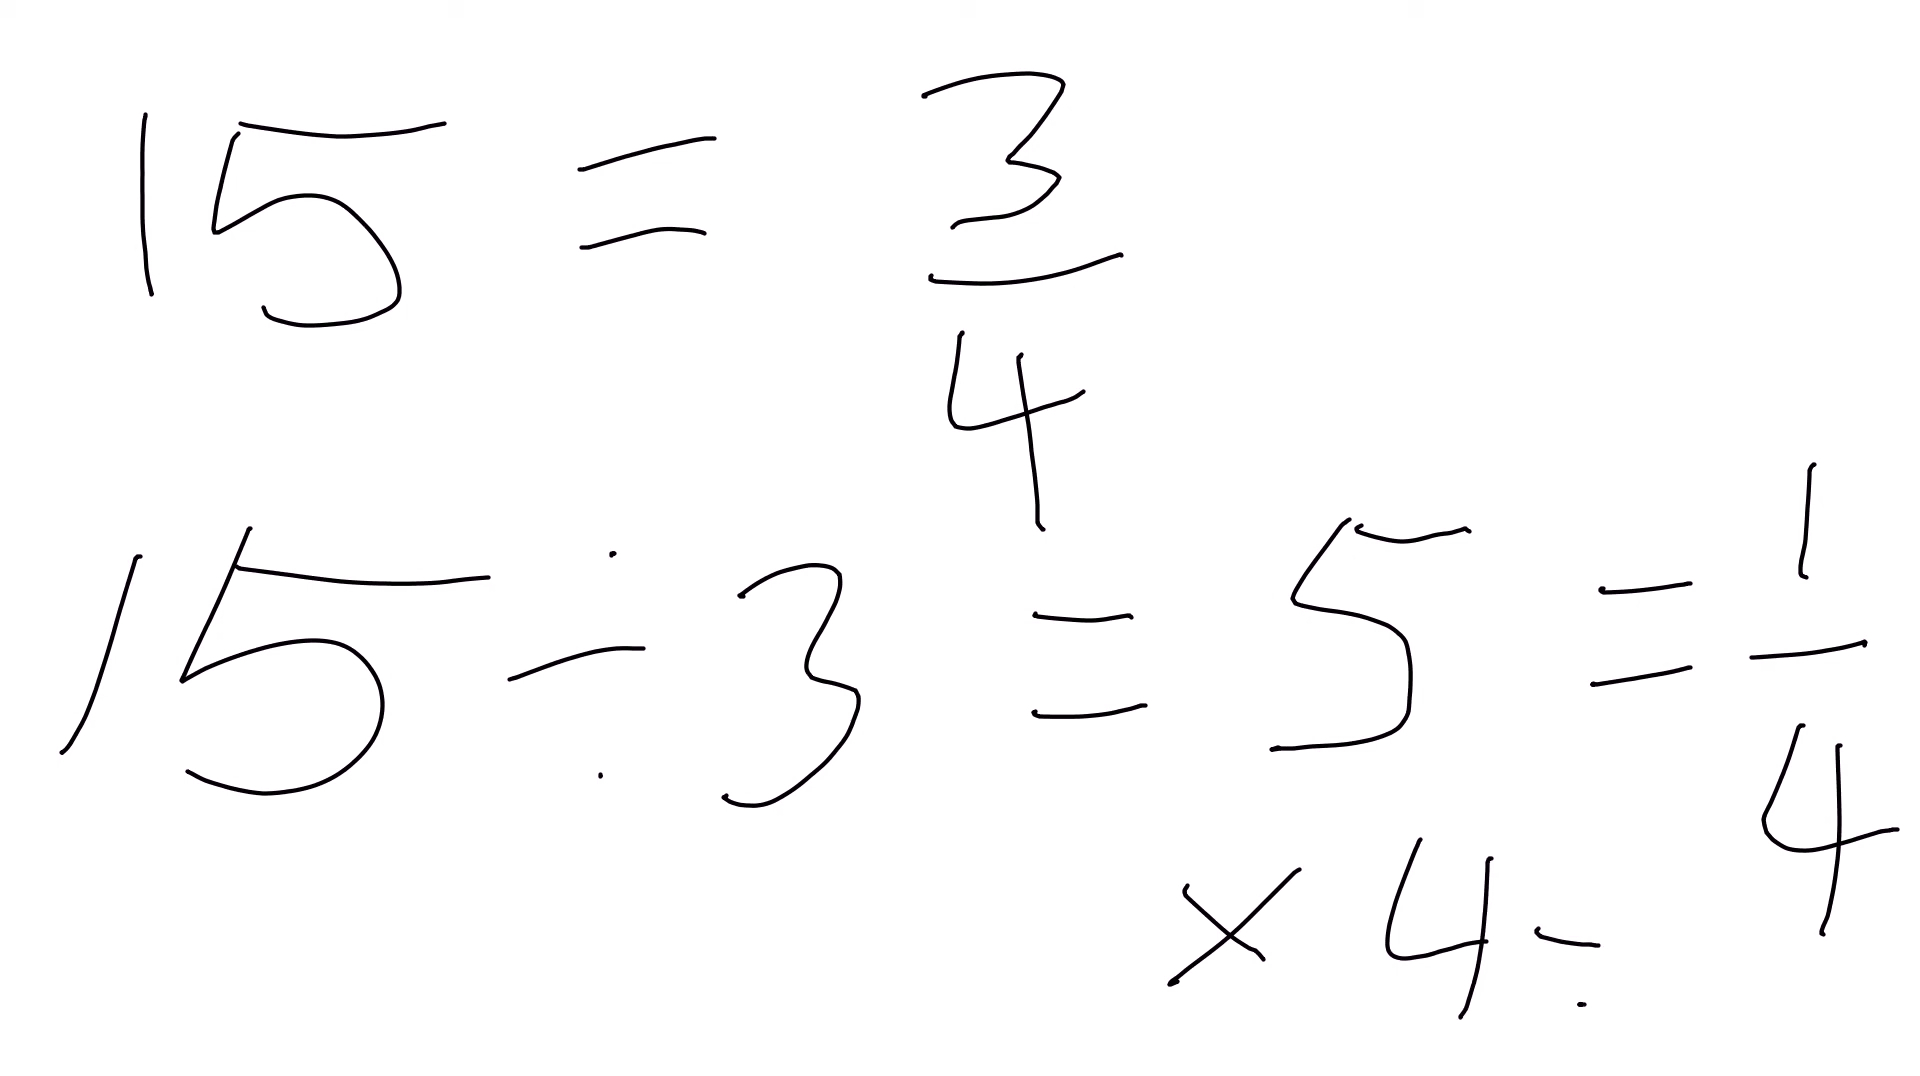 15 = 3/4
15 ÷ 3 = 5 = 1/4
× 4 =